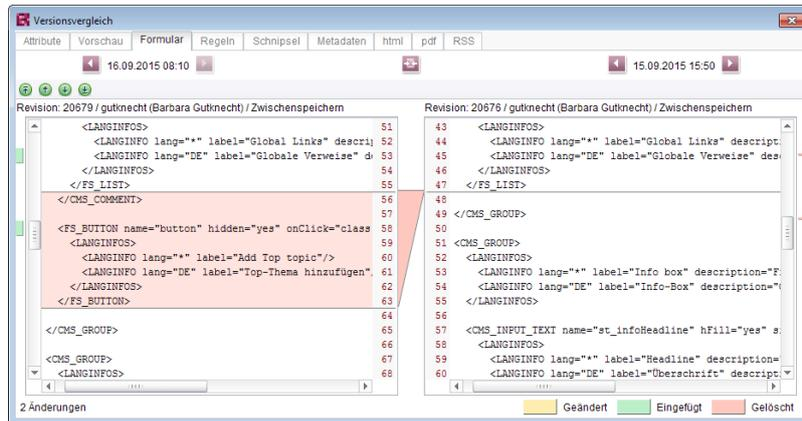 Versionsvergleich
Attribute Vorschau Formular Regeln Schnipsel Metadaten html pdf RSS
16.09.2015 08:10 15.09.2015 15:50
Revision: 20679 / gutknecht (Barbara Gutknecht) / Zwischenspeichern
<LANGINFOS> 51
<LANGINFO lang="*" label="Global Links" descrip 52
<LANGINFO lang="DE" label="Globale Verweise" de 53
</LANGINFOS> 54
</FS_LIST> 55
</CMS_COMMENT> 56
57
<FS_BUTTON name="button" hidden="yes" onClick="class 58
<LANGINFOS> 59
<LANGINFO lang="*" label="Add Top topic"/> 60
<LANGINFO lang="DE" label="Top-Thema hinzufügen" 61
</LANGINFOS> 62
</FS_BUTTON> 63
64
</CMS_GROUP> 65
66
<CMS_GROUP> 67
<LANGINFOS> 68
Revision: 20676 / gutknecht (Barbara Gutknecht) / Zwischenspeichern
43 <LANGINFOS>
44 <LANGINFO lang="*" label="Global Links" descript
45 <LANGINFO lang="DE" label="Globale Verweise" des
46 </LANGINFOS>
47 </FS_LIST>
48
49 </CMS_GROUP>
50
51 <CMS_GROUP>
52 <LANGINFOS>
53 <LANGINFO lang="*" label="Info box" description="F
54 <LANGINFO lang="DE" label="Info-Box" description="
55 </LANGINFOS>
56
57 <CMS_INPUT_TEXT name="st_infoHeadline" hFill="yes" s
58 <LANGINFOS>
59 <LANGINFO lang="*" label="Headline" description="
60 <LANGINFO lang="DE" label="Überschrift" descript
2 Änderungen Geändert Eingefügt Gelöscht